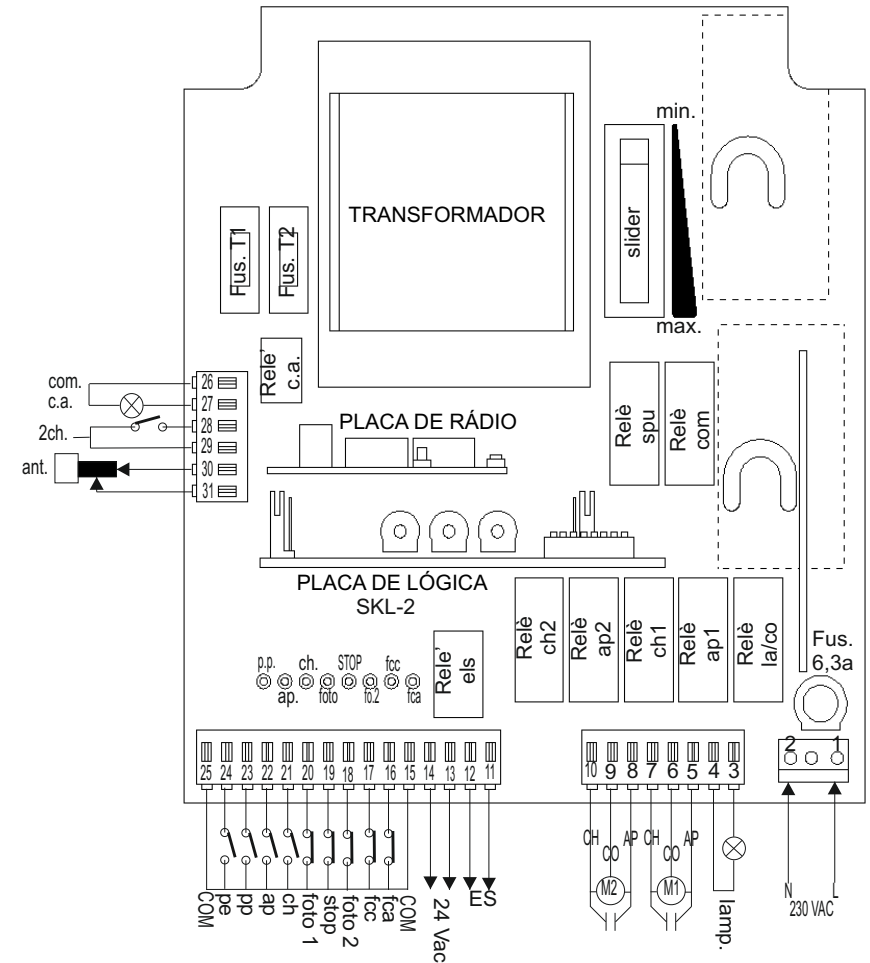 min.
TRANSFORMADOR
slider
Fus. T1
Fus. T2
max.
Rele' c.a.
com.
c.a.
2ch.
ant.
26
27
28
29
30
31
PLACA DE RÁDIO
Relè spu
Relè com
PLACA DE LÓGICA
SKL-2
Relè ch2
Relè ap2
Relè ch1
Relè ap1
Relè la/co
Fus.
6,3a
p.p.
ap.
ch.
foto
STOP
fo.2
fcc
fca
Rele' els
25 24 23 22 21 20 19 18 17 16 15 14 13 12 11
10 9 8 7 6 5 4 3
2 1
COM
pe
pp
ap
ch
foto 1
stop
foto 2
fcc
fca
COM
24 Vac
E
S
CH CO AP CH CO AP
M2 M1
lamp.
N L
230 VAC